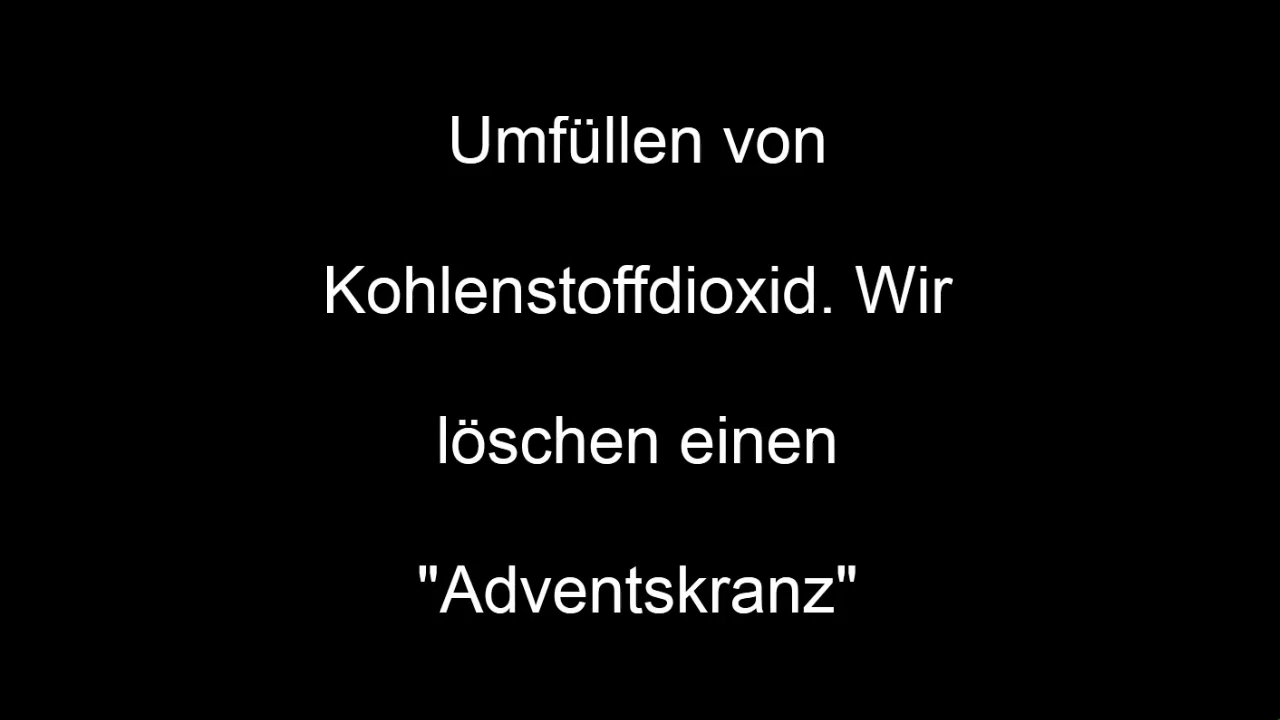 Umfüllen von
Kohlenstoffdioxid. Wir
löschen einen
"Adventskranz"